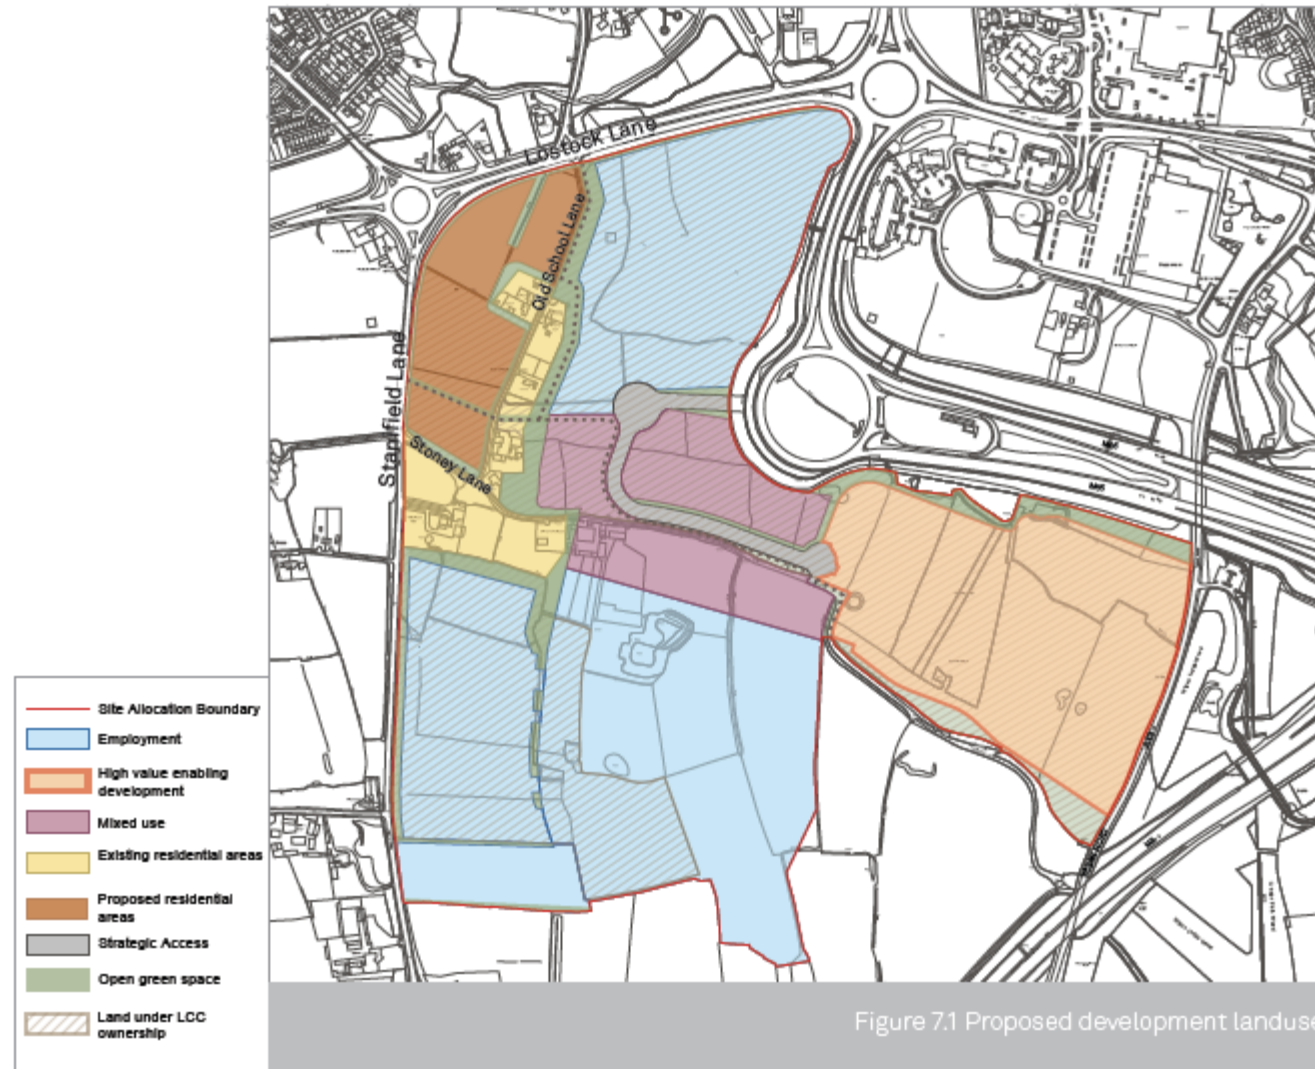 Lostock Lane
Old School Lane
Stanifield Lane
Stoney Lane
Site Allocation Boundary
Employment
High value enabling
development
Mixed use
Existing residential areas
Proposed residential
areas
Strategic Access
Open green space
Land under LCC
ownership
Figure 7.1 Proposed development landuse